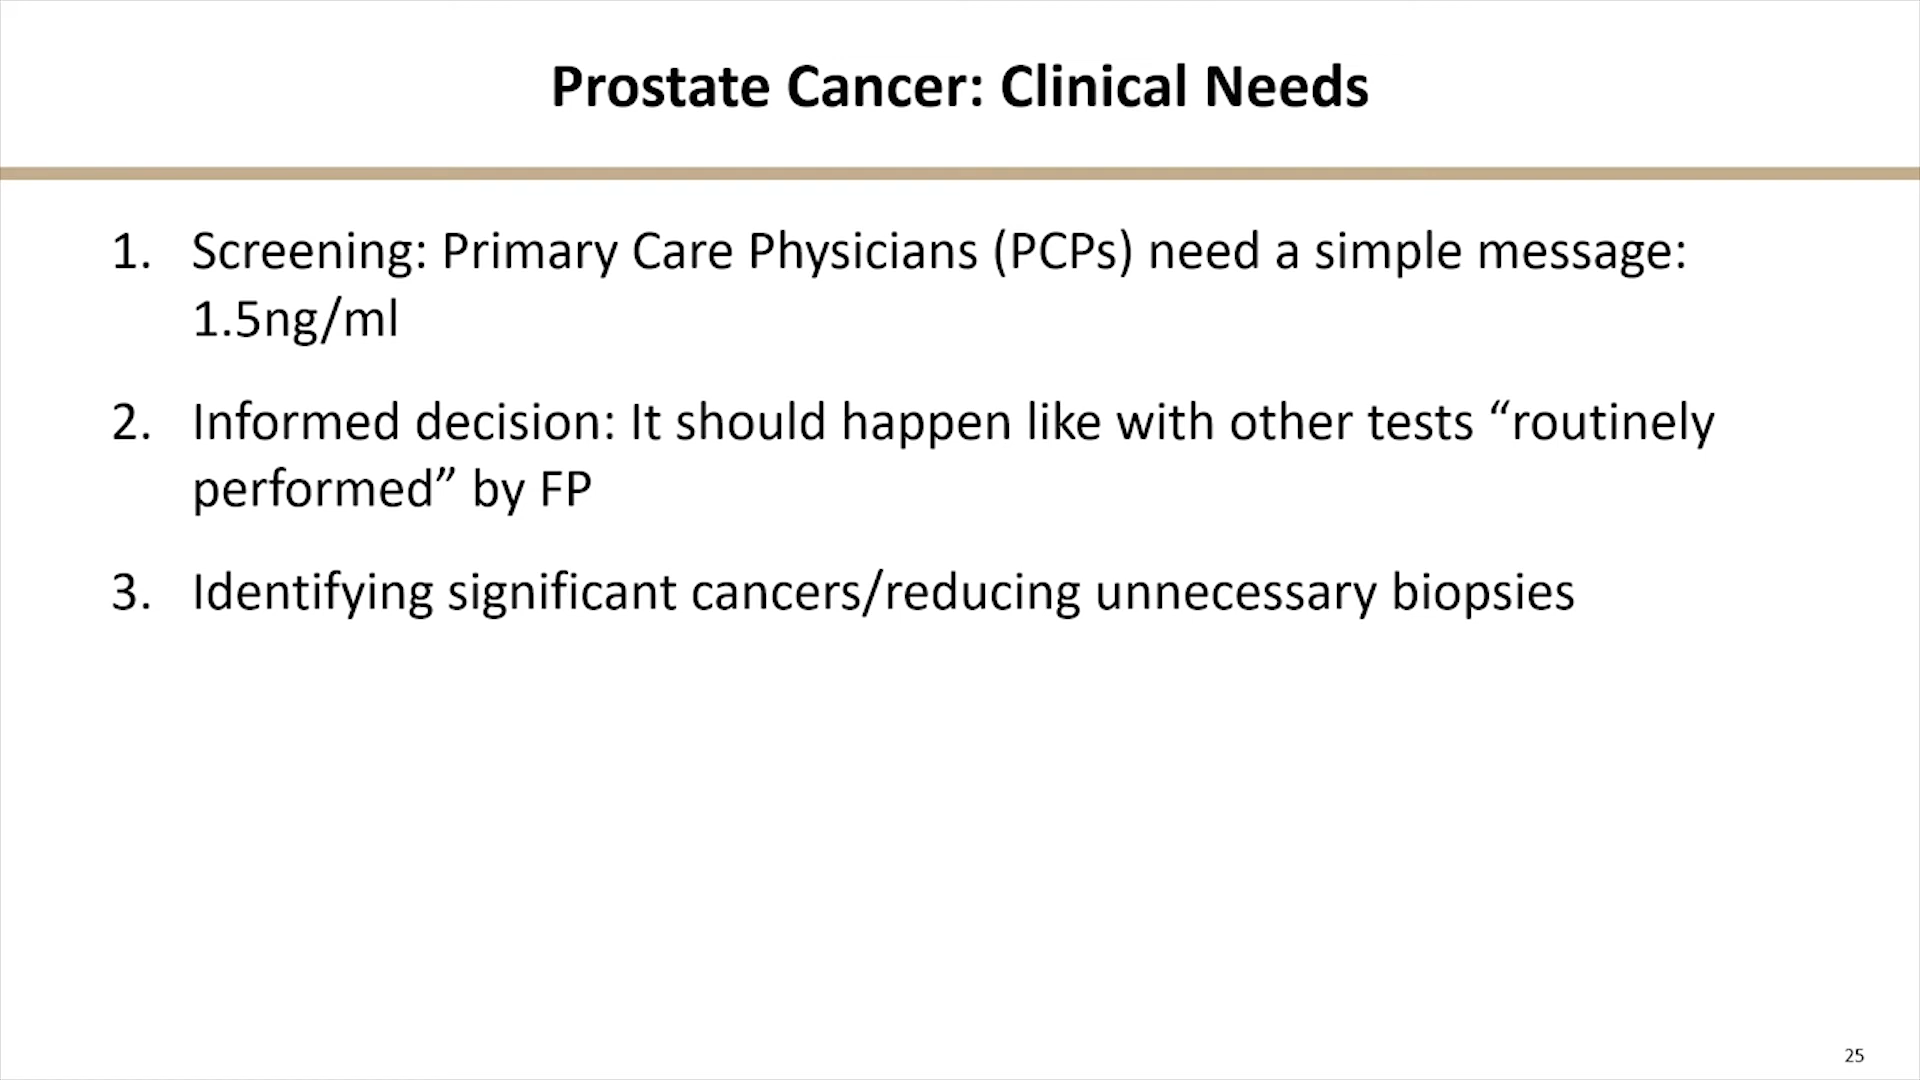 Prostate Cancer: Clinical Needs
1. Screening: Primary Care Physicians (PCPs) need a simple message:
1.5ng/ml
2. Informed decision: It should happen like with other tests “routinely
performed” by FP
3. Identifying significant cancers/reducing unnecessary biopsies
25